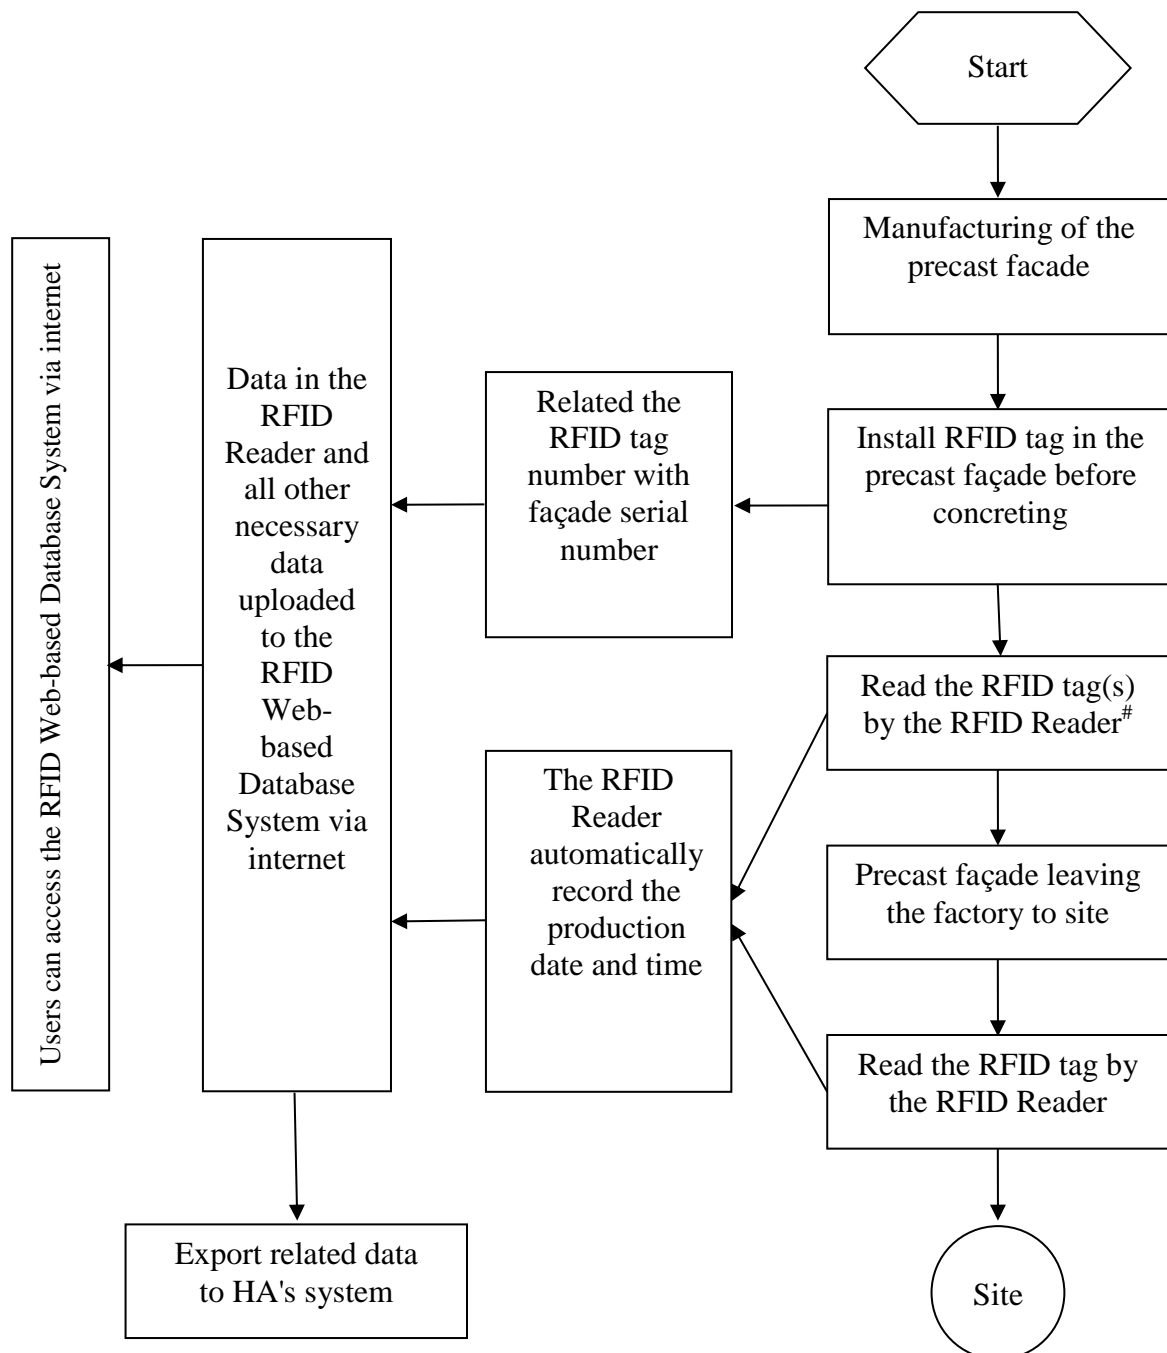 Start
Manufacturing of the
precast facade
Install RFID tag in the
precast façade before
concreting
Related the
RFID tag
number with
façade serial
number
Data in the
RFID
Reader and
all other
necessary
data
uploaded
to the
RFID
Web-
based
Database
System via
internet
Users can access the RFID Web-based Database System via internet
Read the RFID tag(s)
by the RFID Reader#
The RFID
Reader
automatically
record the
production
date and time
Precast façade leaving
the factory to site
Read the RFID tag by
the RFID Reader
Export related data
to HA's system
Site